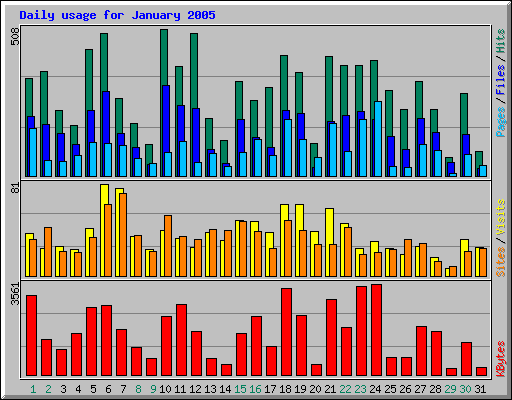 Daily usage for January 2005
508
Pages / Files / Hits
81
Sites / Visits
3561
KBytes
1 2 3 4 5 6 7 8 9 10 11 12 13 14 15 16 17 18 19 20 21 22 23 24 25 26 27 28 29 30 31